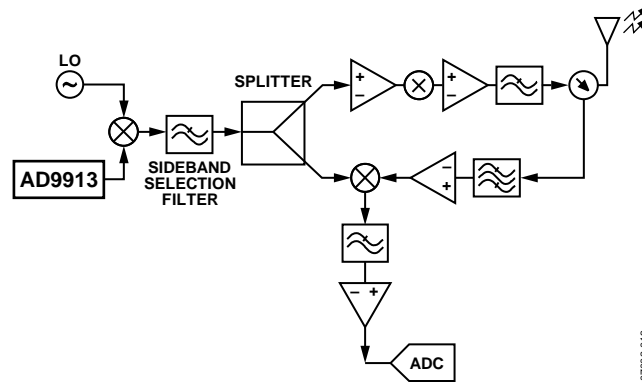 LO
SPLITTER
AD9913
SIDEBAND
SELECTION
FILTER
+
−
+
−
−
+
− +
ADC